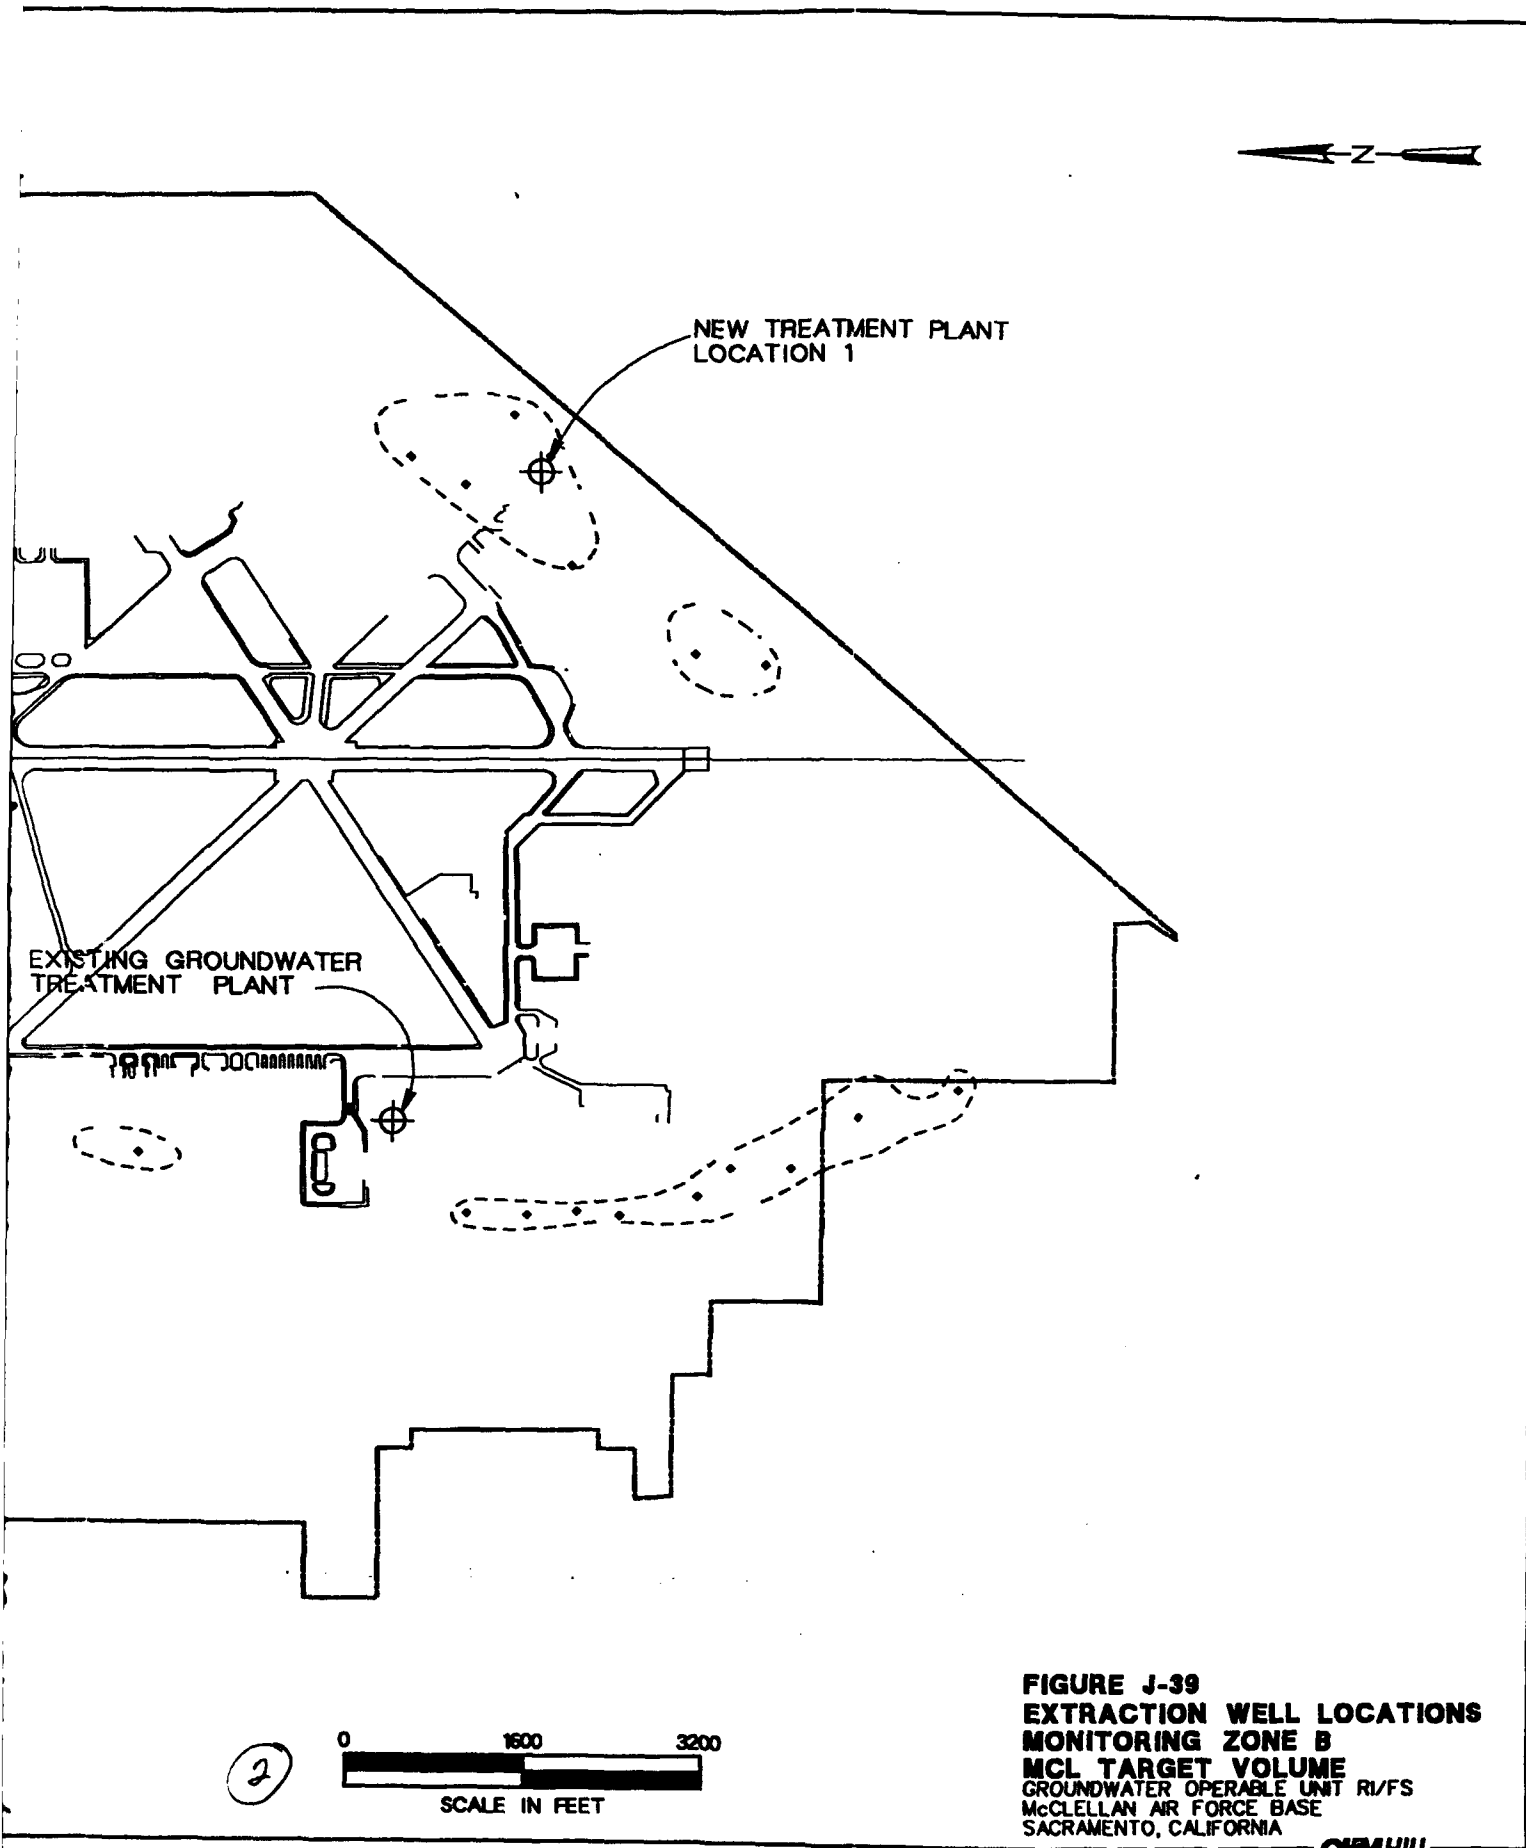 N
NEW TREATMENT PLANT
LOCATION 1
EXISTING GROUNDWATER
TREATMENT PLANT
0 1600 3200
SCALE IN FEET
2
FIGURE J-39
EXTRACTION WELL LOCATIONS
MONITORING ZONE B
MCL TARGET VOLUME
GROUNDWATER OPERABLE UNIT RI/FS
McCLELLAN AIR FORCE BASE
SACRAMENTO, CALIFORNIA